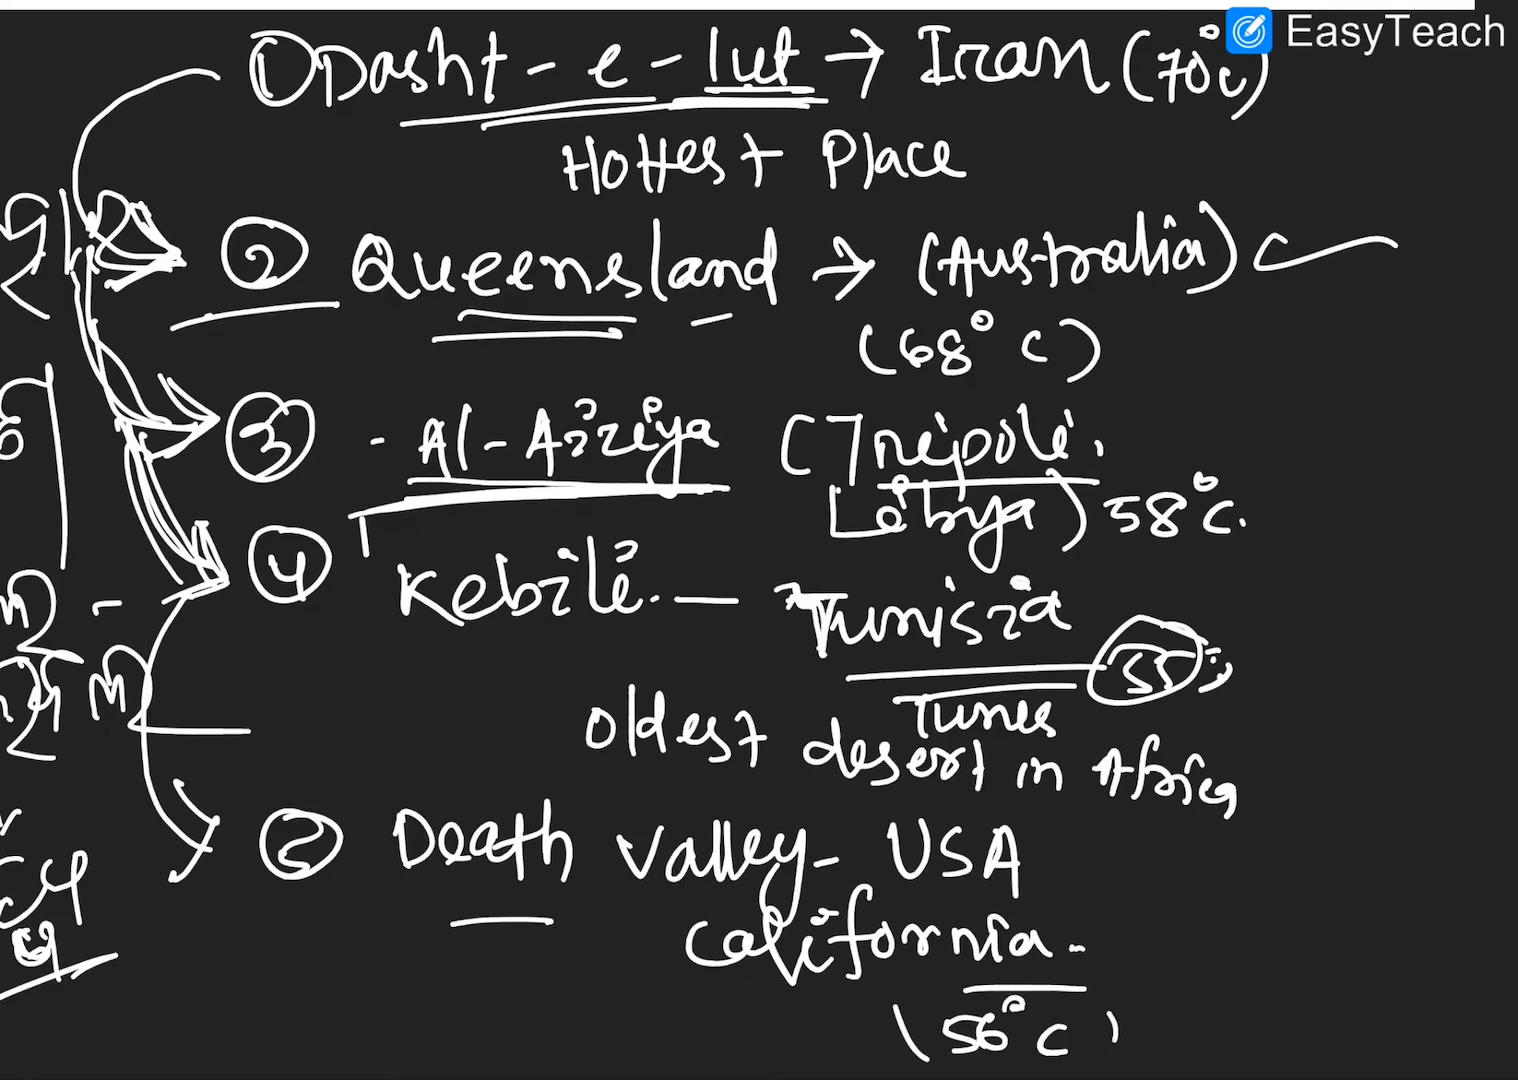 EasyTeach
① Dasht-e-lut → Iran (70°c)
Hottest Place
② Queensland → (Australia)
(68°c)
③ - Al-Aziziya (Tripoli,
Libya) 58°c.
④ Kebili. — Tunisia 55
Tunes
oldest desert in Africa
⑤ Death valley - USA
California -
(56°c)